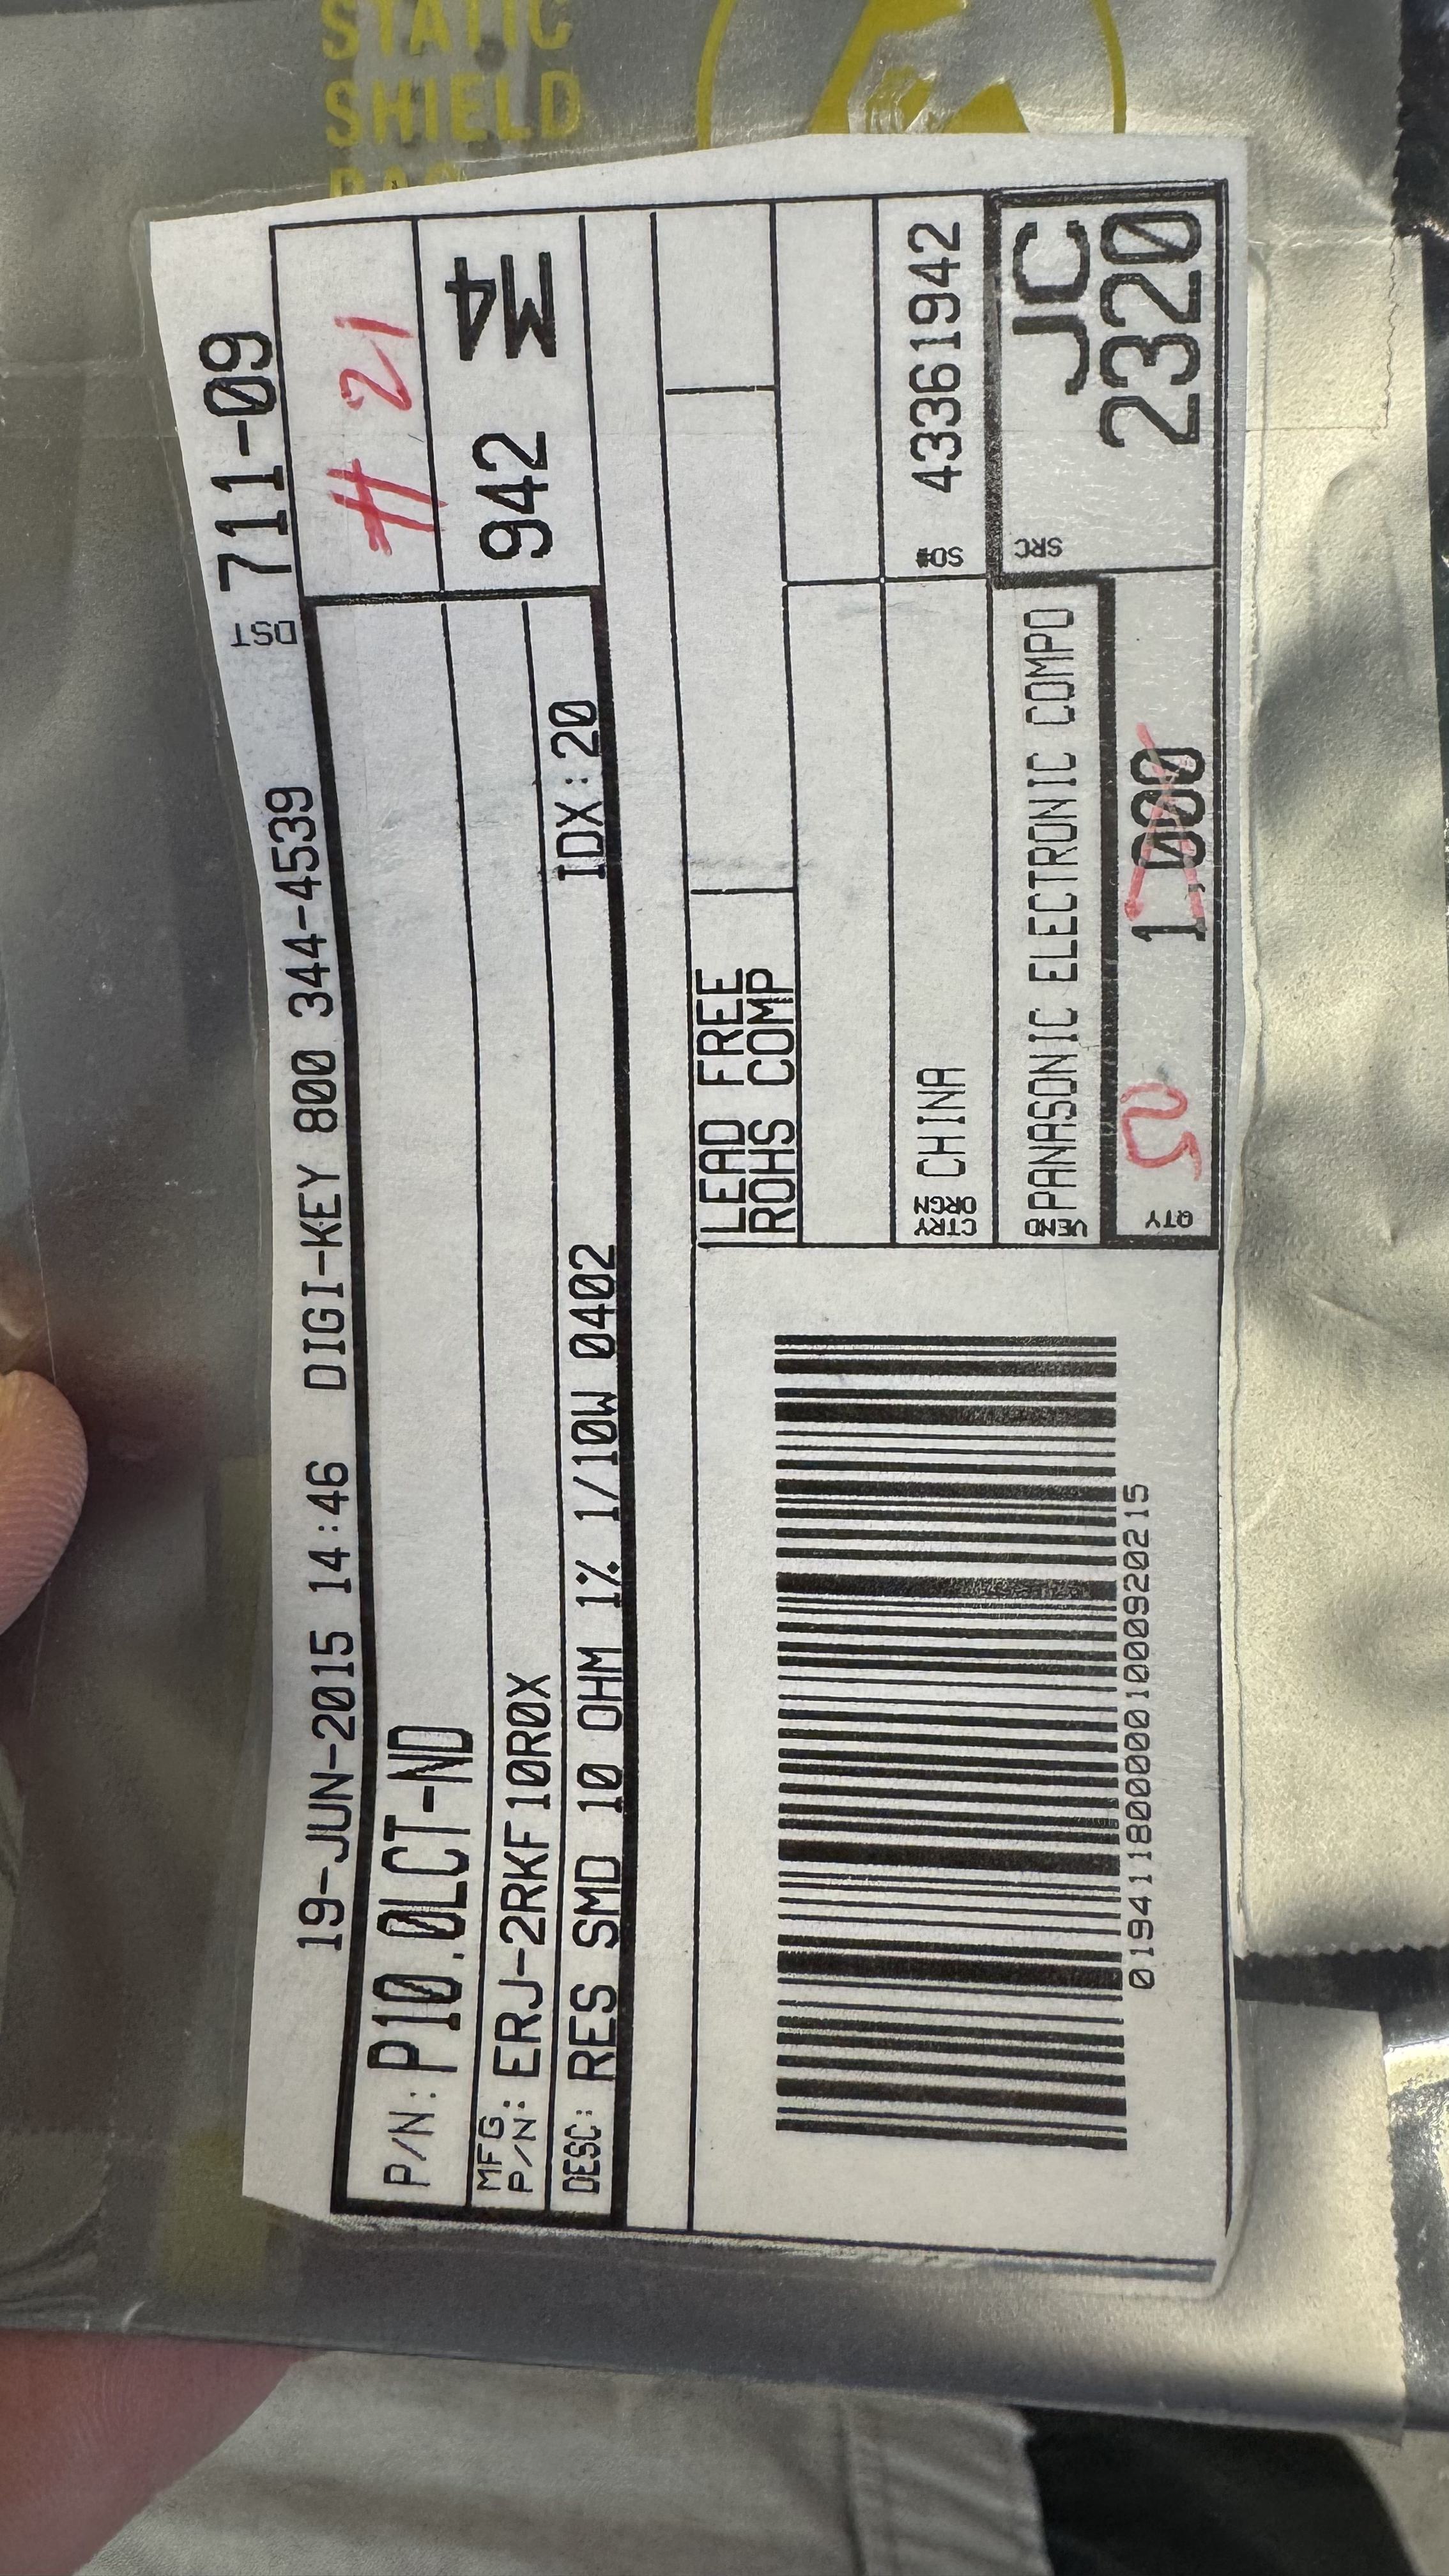 STATIC
SHIELD
19-JUN-2015 14:46 DIGI-KEY 800 344-4539 DST 711-09
P/N: P10.0LCT-ND
# 21
MFG P/N: ERJ-2RKF10R0X
942 M4
DESC: RES SMD 10 OHM 1% 1/10W 0402 IDX:20
LEAD FREE
ROHS COMP
CTRY ORGN CHINA
SO# 43361942
VEND PANASONIC ELECTRONIC COMPO
SRC JC
2320
QTY 25 1,000
0194118000001000920215